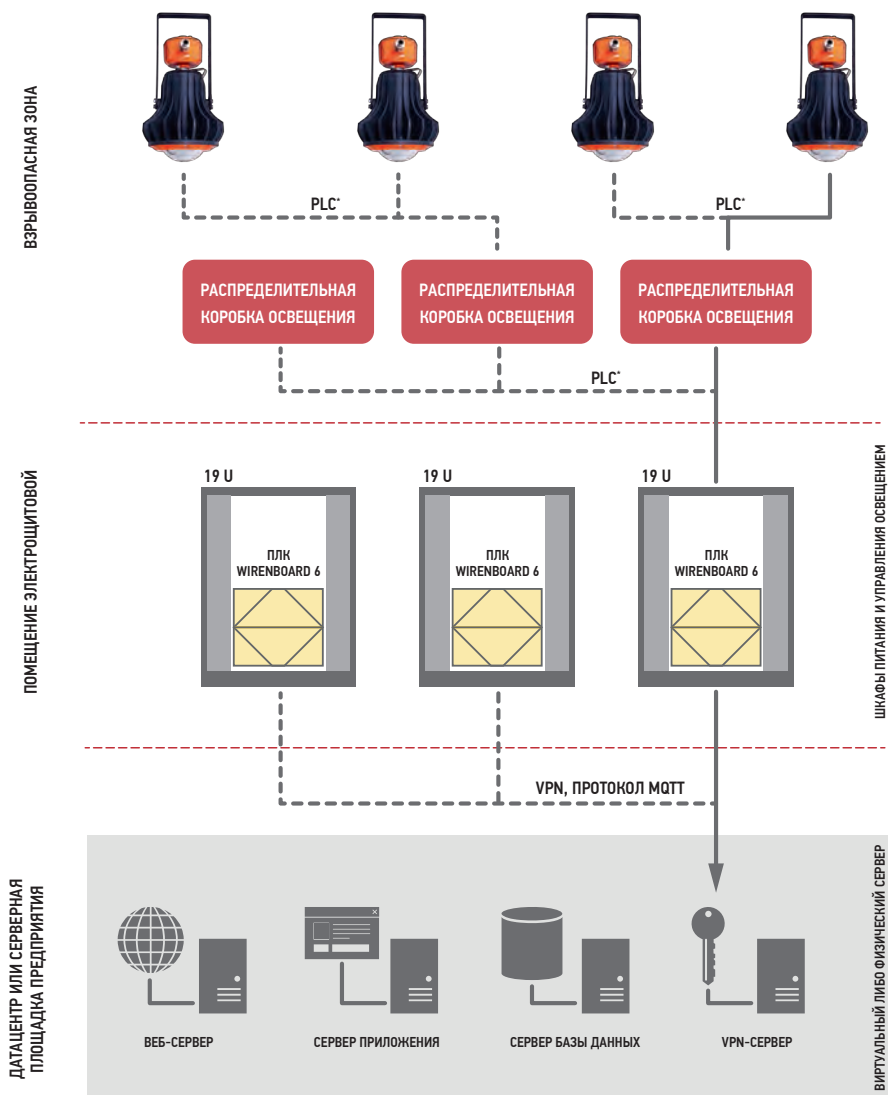 ВЗРЫВООПАСНАЯ ЗОНА
PLC*
PLC*
РАСПРЕДЕЛИТЕЛЬНАЯ
КОРОБКА ОСВЕЩЕНИЯ
РАСПРЕДЕЛИТЕЛЬНАЯ
КОРОБКА ОСВЕЩЕНИЯ
РАСПРЕДЕЛИТЕЛЬНАЯ
КОРОБКА ОСВЕЩЕНИЯ
PLC*
ПОМЕЩЕНИЕ ЭЛЕКТРОЩИТОВОЙ
19 U
19 U
19 U
ПЛК
WIRENBOARD 6
ПЛК
WIRENBOARD 6
ПЛК
WIRENBOARD 6
ШКАФЫ ПИТАНИЯ И УПРАВЛЕНИЯ ОСВЕЩЕНИЕМ
VPN, ПРОТОКОЛ MQTT
ДАТАЦЕНТР ИЛИ СЕРВЕРНАЯ
ПЛОЩАДКА ПРЕДПРИЯТИЯ
ВЕБ-СЕРВЕР
СЕРВЕР ПРИЛОЖЕНИЯ
СЕРВЕР БАЗЫ ДАННЫХ
VPN-СЕРВЕР
ВИРТУАЛЬНЫЙ ЛИБО ФИЗИЧЕСКИЙ СЕРВЕР